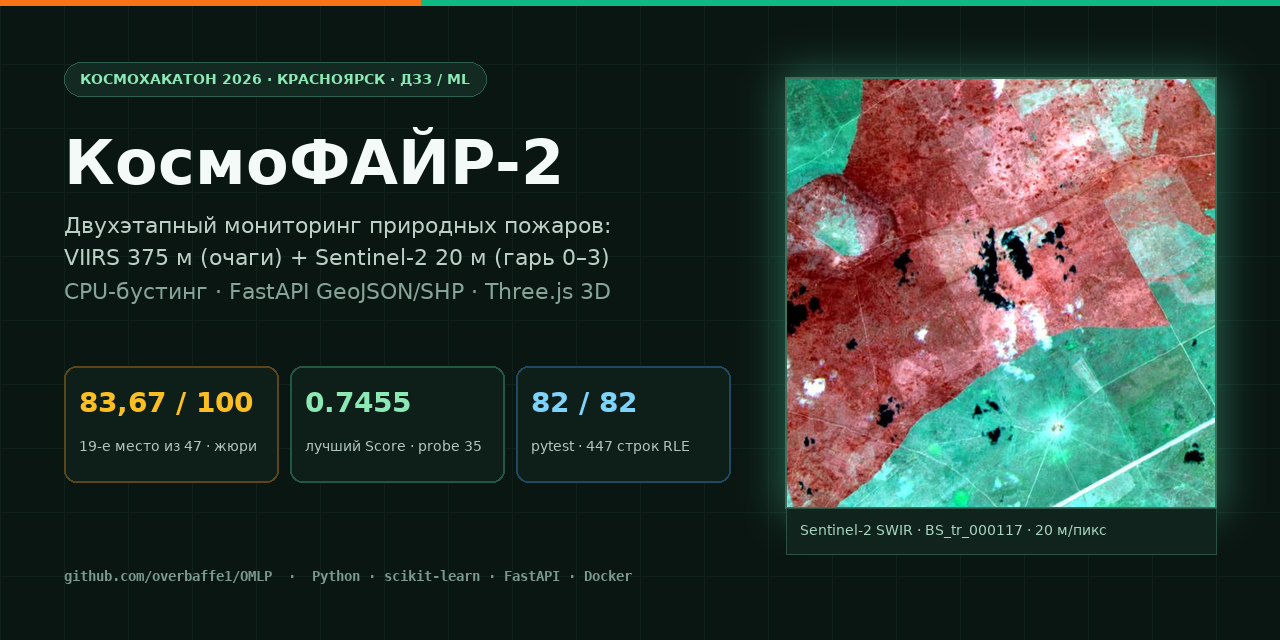 КОСМОХАКАТОН 2026 · КРАСНОЯРСК · ДЗЗ / ML
КосмоФАЙР-2
Двухэтапный мониторинг природных пожаров:
VIIRS 375 м (очаги) + Sentinel-2 20 м (гарь 0–3)
CPU-бустинг · FastAPI GeoJSON/SHP · Three.js 3D
83,67 / 100
19-е место из 47 · жюри
0.7455
лучший Score · probe 35
82 / 82
pytest · 447 строк RLE
Sentinel-2 SWIR · BS_tr_000117 · 20 м/пикс
github.com/overbaffe1/OMLP · Python · scikit-learn · FastAPI · Docker